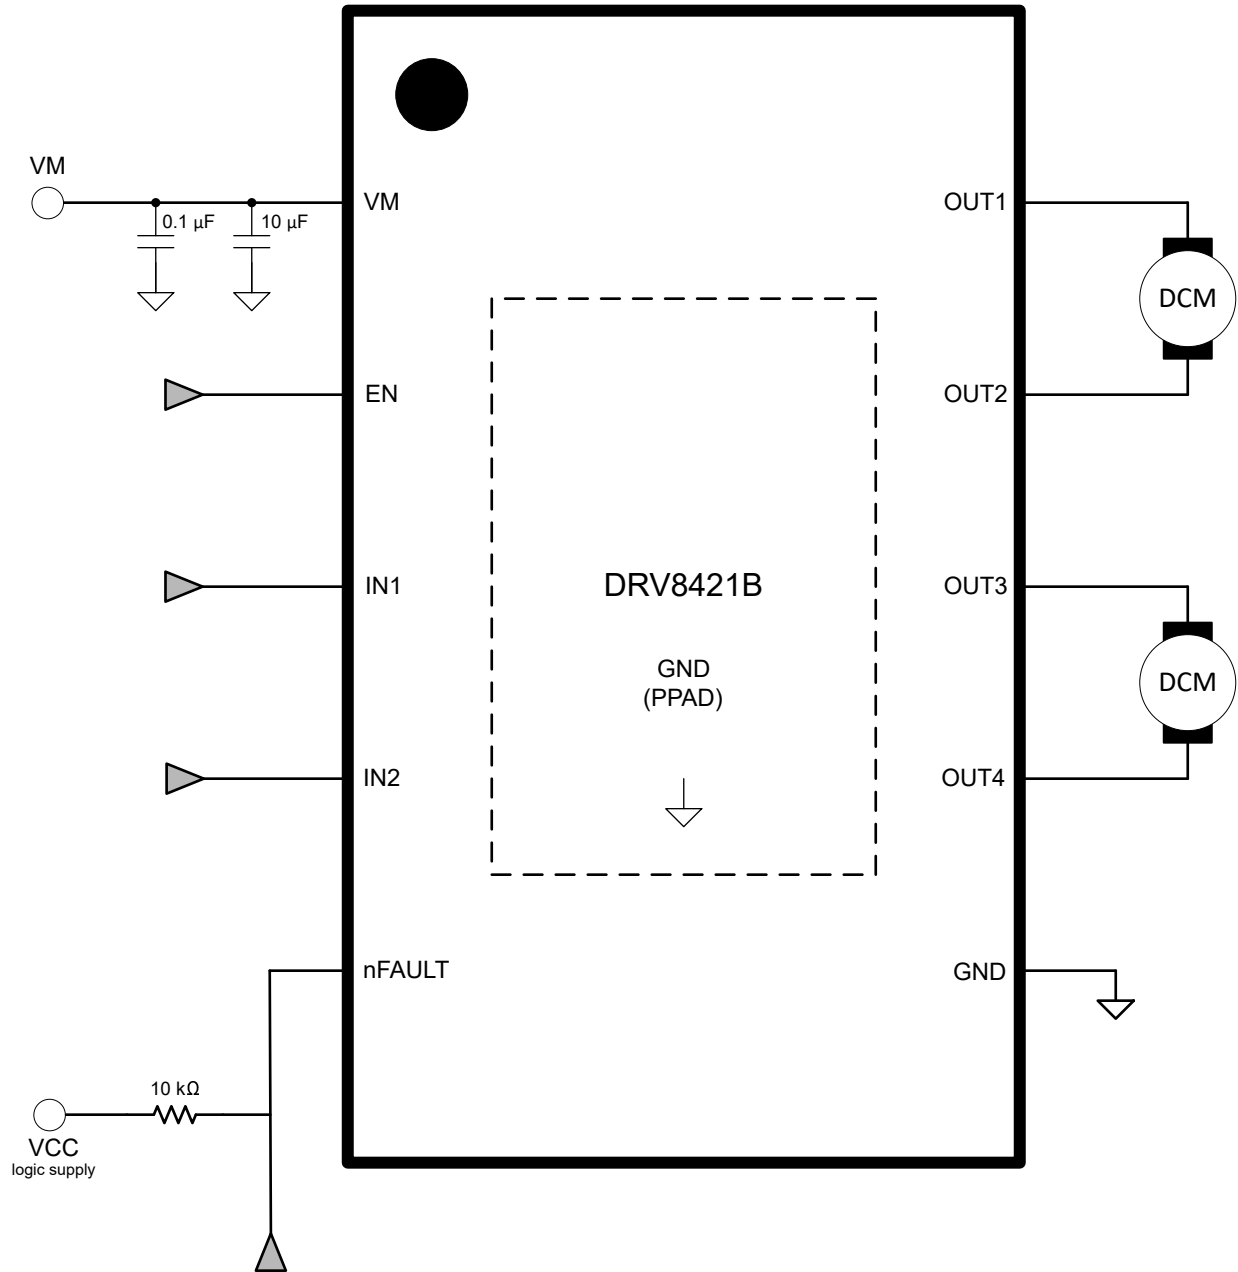 VM
VM
0.1 µF
10 µF
OUT1
DCM
EN
OUT2
IN1
DRV8421B
OUT3
GND
(PPAD)
DCM
IN2
OUT4
nFAULT
GND
10 kΩ
VCC
logic supply